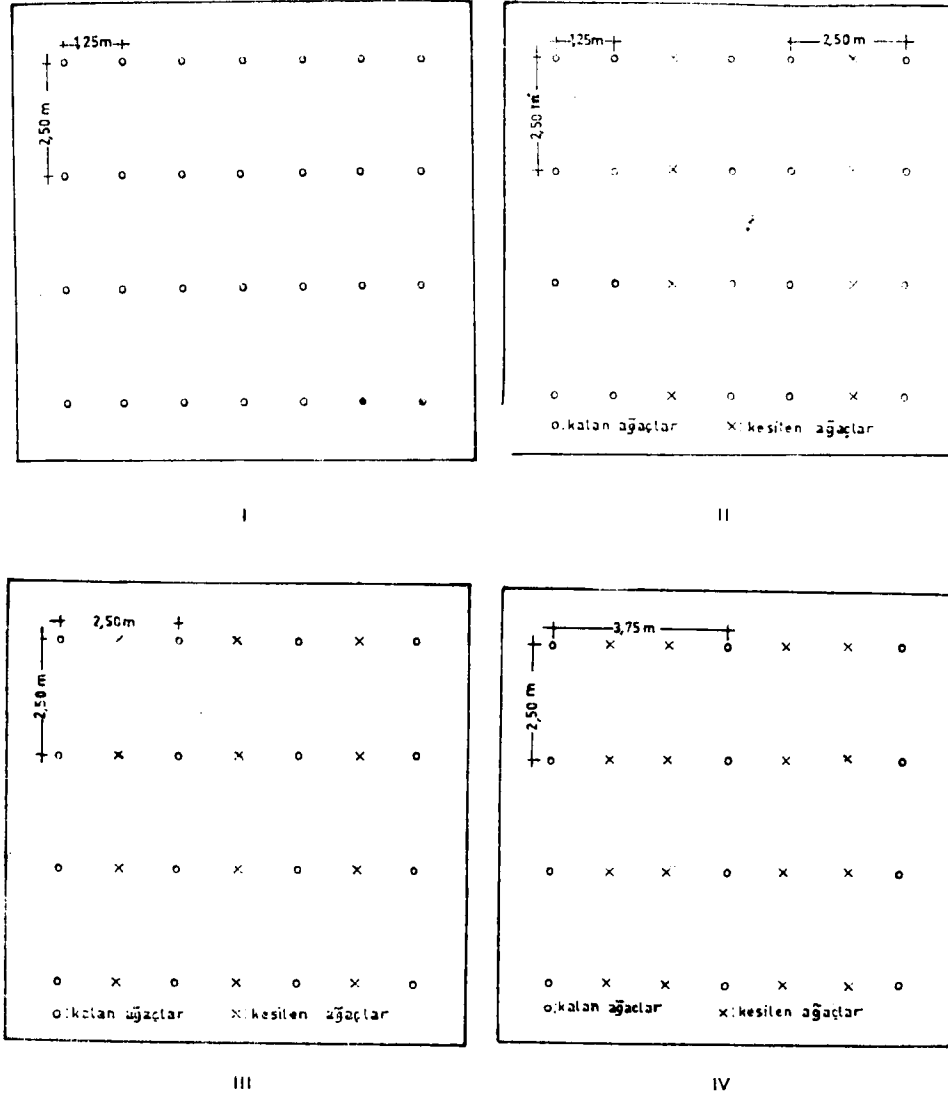 1,25m
2,50 m
I
1,25m
2,50 m
2,50 m
o:kalan ağaçlar x:kesilen ağaçlar
II
2,50m
2,50 m
o:kalan ağaçlar x:kesilen ağaçlar
III
3,75 m
2,50 m
o:kalan ağaçlar x:kesilen ağaçlar
IV